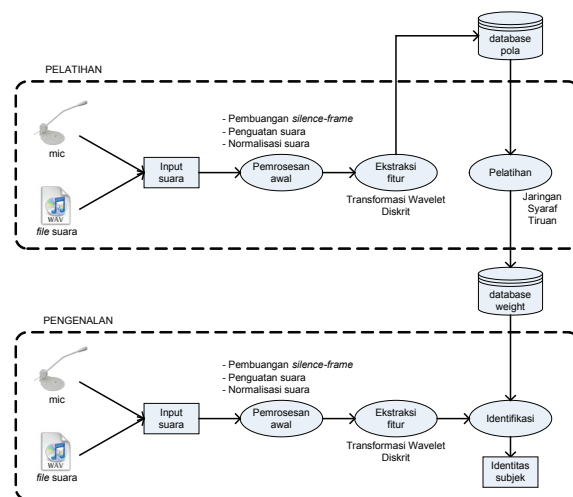 database
pola
PELATIHAN
- Pembuangan silence-frame
- Penguatan suara
- Normalisasi suara
mic
Input
suara
Pemrosesan
awal
Ekstraksi
fitur
Pelatihan
Transformasi Wavelet
Diskrit
Jaringan
Syaraf
Tiruan
WAV
file suara
database
weight
PENGENALAN
- Pembuangan silence-frame
- Penguatan suara
- Normalisasi suara
mic
Input
suara
Pemrosesan
awal
Ekstraksi
fitur
Identifikasi
Transformasi Wavelet
Diskrit
WAV
file suara
Identitas
subjek